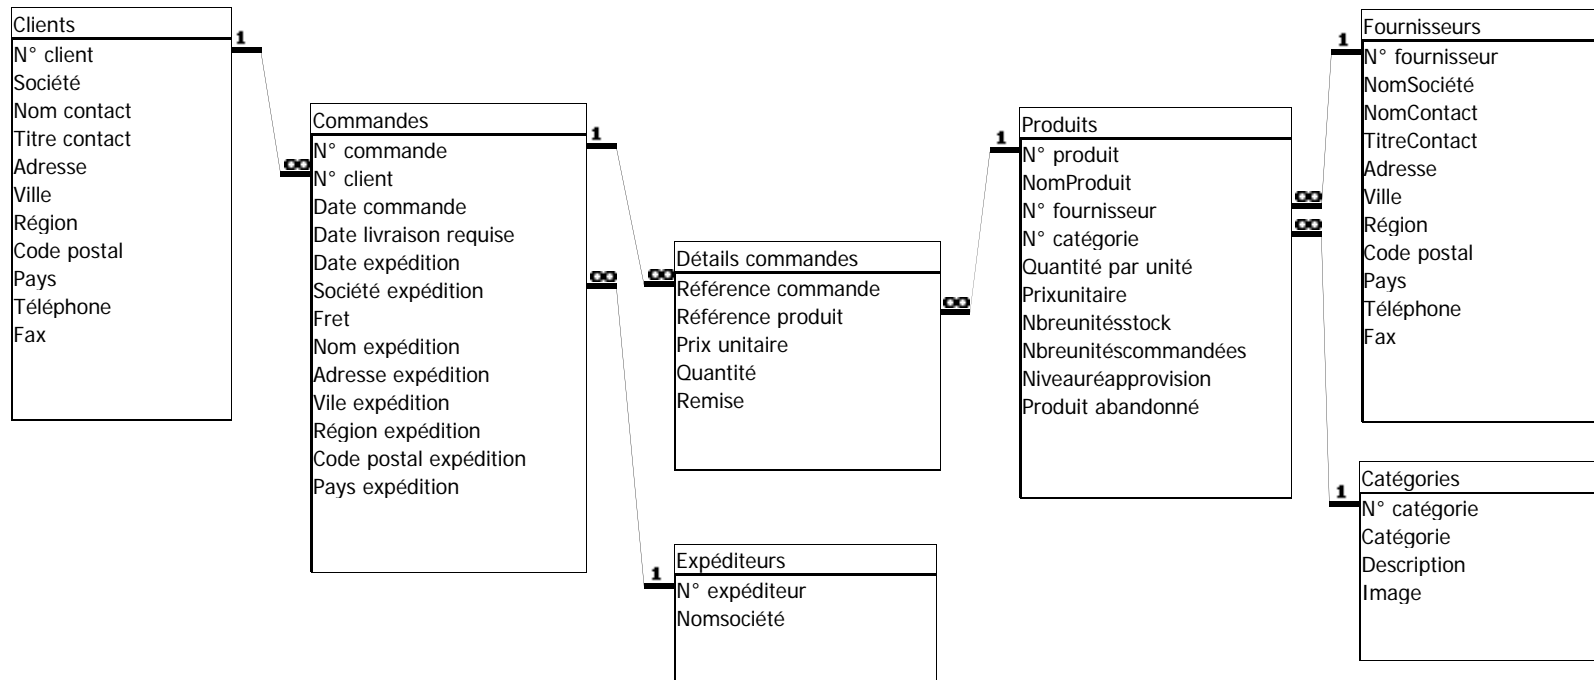 Clients
N° client
Société
Nom contact
Titre contact
Adresse
Ville
Région
Code postal
Pays
Téléphone
Fax
1
∞
Commandes
N° commande
N° client
Date commande
Date livraison requise
Date expédition
Société expédition
Fret
Nom expédition
Adresse expédition
Vile expédition
Région expédition
Code postal expédition
Pays expédition
1
∞
∞
1
Détails commandes
Référence commande
Référence produit
Prix unitaire
Quantité
Remise
∞
1
Expéditeurs
N° expéditeur
Nomsociété
Produits
N° produit
NomProduit
N° fournisseur
N° catégorie
Quantité par unité
Prixunitaire
Nbreunitésstock
Nbreunitéscommandées
Niveauréapprovision
Produit abandonné
∞
∞
1
1
Fournisseurs
N° fournisseur
NomSociété
NomContact
TitreContact
Adresse
Ville
Région
Code postal
Pays
Téléphone
Fax
Catégories
N° catégorie
Catégorie
Description
Image